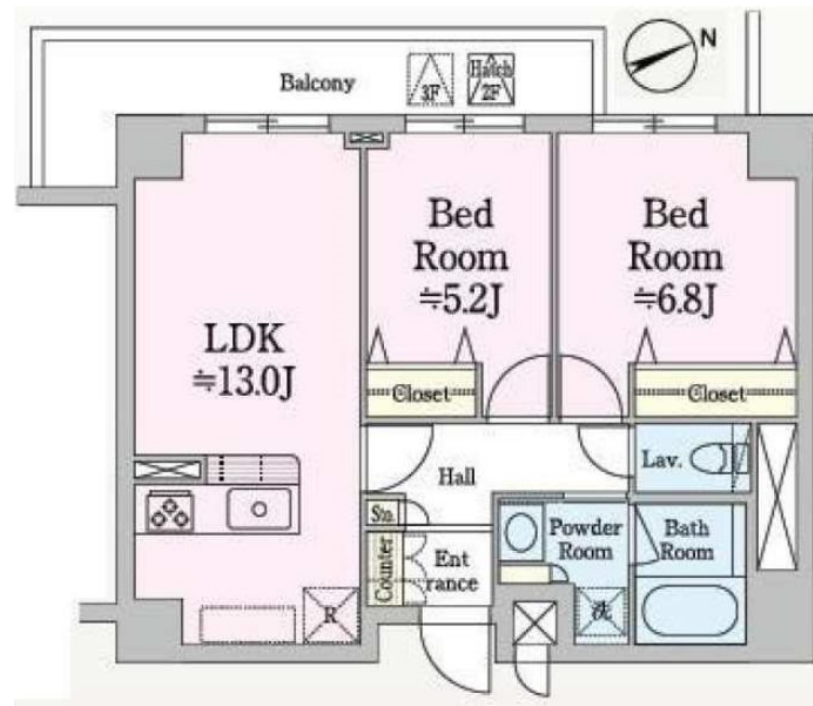 N
Balcony
3F
Hatch
2F
Bed
Room
≒5.2J
Bed
Room
≒6.8J
LDK
≒13.0J
Closet
Closet
Lav.
Hall
Sto.
Powder
Room
Bath
Room
Counter
Ent
rance
R
洗